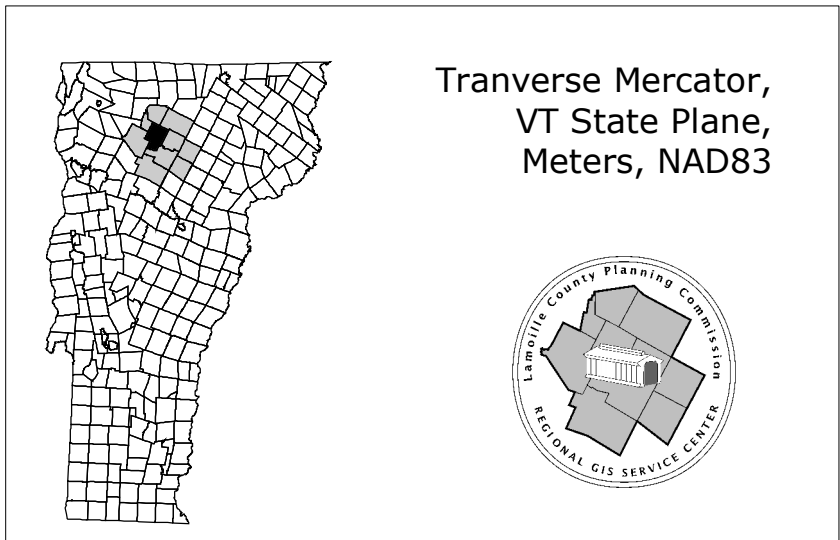 Tranverse Mercator,
VT State Plane,
Meters, NAD83
Lamoille County Planning Commission
REGIONAL GIS SERVICE CENTER